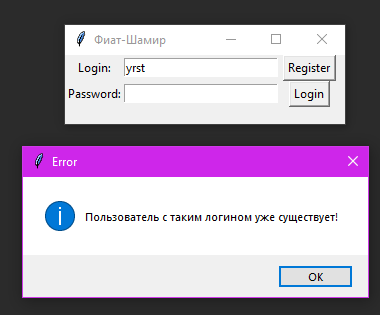 Фиат-Шамир
Login: yrst Register
Password: Login
Error
Пользователь с таким логином уже существует!
OK